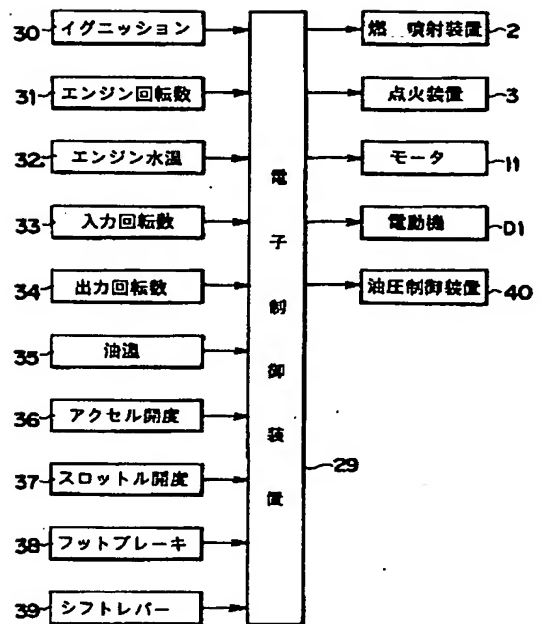 30 イグニッション
31 エンジン回転数
32 エンジン水温
33 入力回転数
34 出力回転数
35 油温
36 アクセル開度
37 スロットル開度
38 フットブレーキ
39 シフトレバー
電子制御装置
29
燃 噴射装置 2
点火装置 3
モータ 11
電動機 D1
油圧制御装置 40